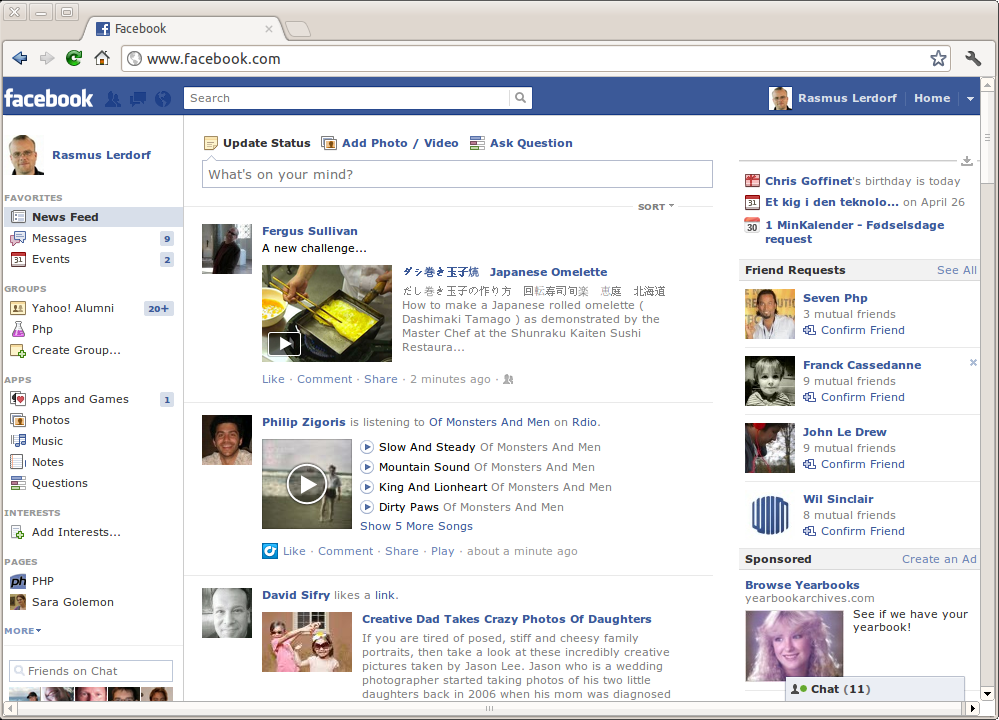 Facebook
www.facebook.com
facebook
Search
Rasmus Lerdorf
Home
Rasmus Lerdorf
FAVORITES
News Feed
Messages 9
Events 2
GROUPS
Yahoo! Alumni 20+
Php
Create Group...
APPS
Apps and Games 1
Photos
Music
Notes
Questions
INTERESTS
Add Interests...
PAGES
PHP
Sara Golemon
MORE
Friends on Chat
Update Status
Add Photo / Video
Ask Question
What's on your mind?
SORT
Fergus Sullivan
A new challenge...
ダシ巻き玉子焼 Japanese Omelette
だし巻き玉子の作り方 回転寿司旬楽 恵庭 北海道
How to make a Japanese rolled omelette (
Dashimaki Tamago ) as demonstrated by the
Master Chef at the Shunraku Kaiten Sushi
Restaura...
Like · Comment · Share · 2 minutes ago ·
Philip Zigoris is listening to Of Monsters And Men on Rdio.
Slow And Steady Of Monsters And Men
Mountain Sound Of Monsters And Men
King And Lionheart Of Monsters And Men
Dirty Paws Of Monsters And Men
Show 5 More Songs
Like · Comment · Share · Play · about a minute ago
David Sifry likes a link.
Creative Dad Takes Crazy Photos Of Daughters
If you are tired of posed, stiff and cheesy family
portraits, then take a look at these incredibly creative
pictures taken by Jason Lee. Jason who is a wedding
photographer started taking photos of his two little
daughters back in 2006 when his mom was diagnosed
Chris Goffinet's birthday is today
31 Et kig i den teknolo... on April 26
30 1 MinKalender - Fødselsdage
request
Friend Requests See All
Seven Php
3 mutual friends
Confirm Friend
Franck Cassedanne
9 mutual friends
Confirm Friend
John Le Drew
9 mutual friends
Confirm Friend
Wil Sinclair
8 mutual friends
Confirm Friend
Sponsored Create an Ad
Browse Yearbooks
yearbookarchives.com
See if we have your
yearbook!
Chat (11)